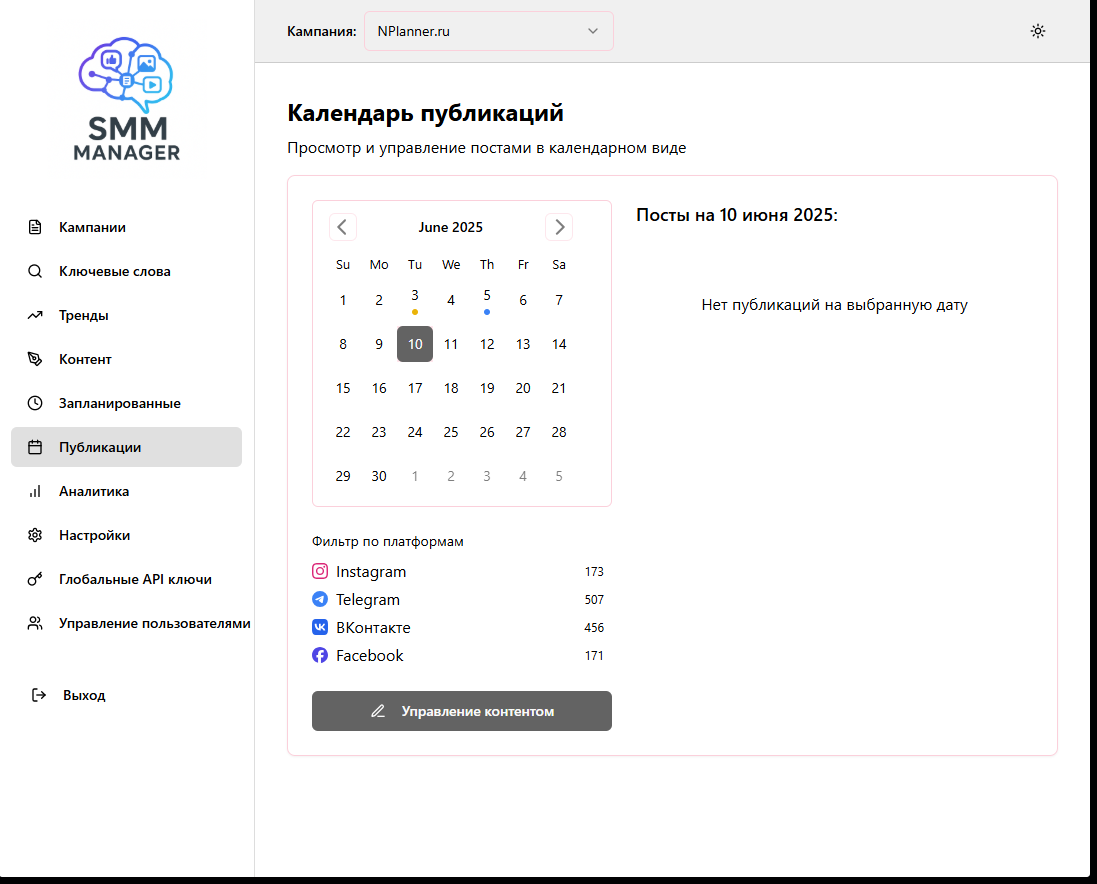 SMM
MANAGER
Кампании
Ключевые слова
Тренды
Контент
Запланированные
Публикации
Аналитика
Настройки
Глобальные API ключи
Управление пользователями
Выход
Кампания: NPlanner.ru
Календарь публикаций
Просмотр и управление постами в календарном виде
June 2025
Su Mo Tu We Th Fr Sa
1 2 3 4 5 6 7
8 9 10 11 12 13 14
15 16 17 18 19 20 21
22 23 24 25 26 27 28
29 30 1 2 3 4 5
Фильтр по платформам
Instagram 173
Telegram 507
ВКонтакте 456
Facebook 171
Управление контентом
Посты на 10 июня 2025:
Нет публикаций на выбранную дату